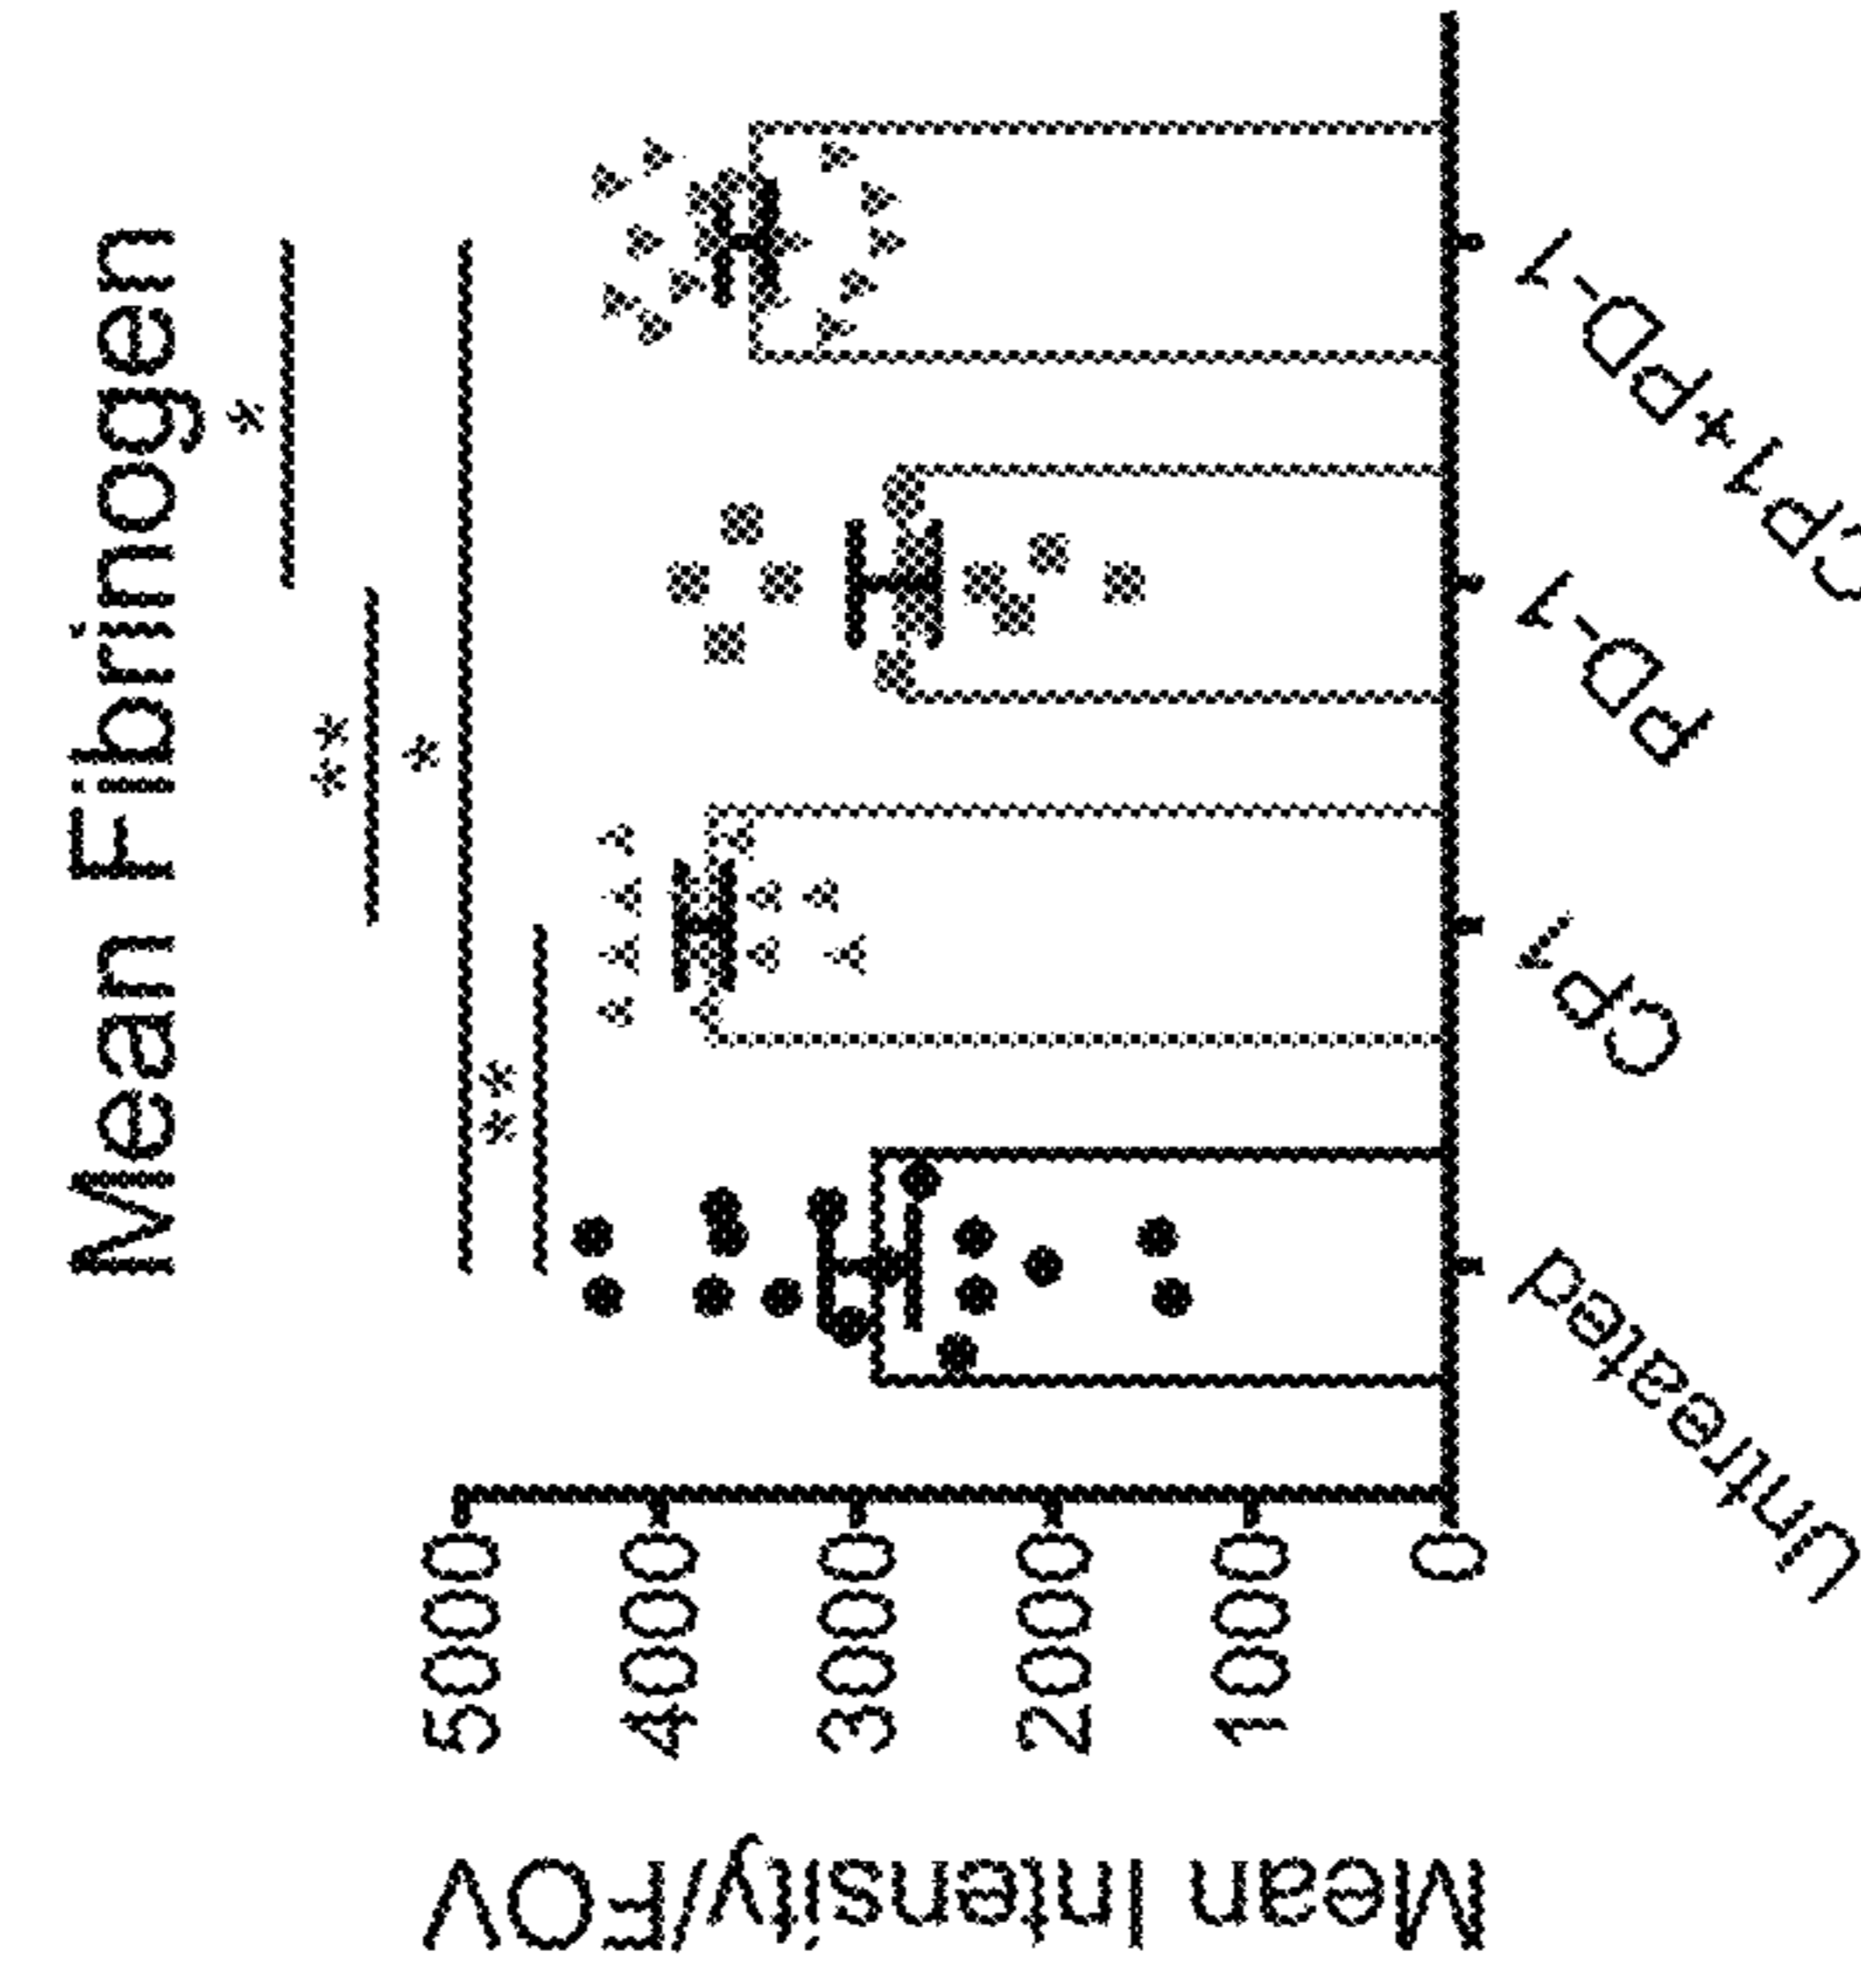 Mean Fibrinogen
*
**
*
**
Mean Intensity/FOV
5000
4000
3000
2000
1000
0
Untreated
Cp1
PD-1
Cp1+PD-1